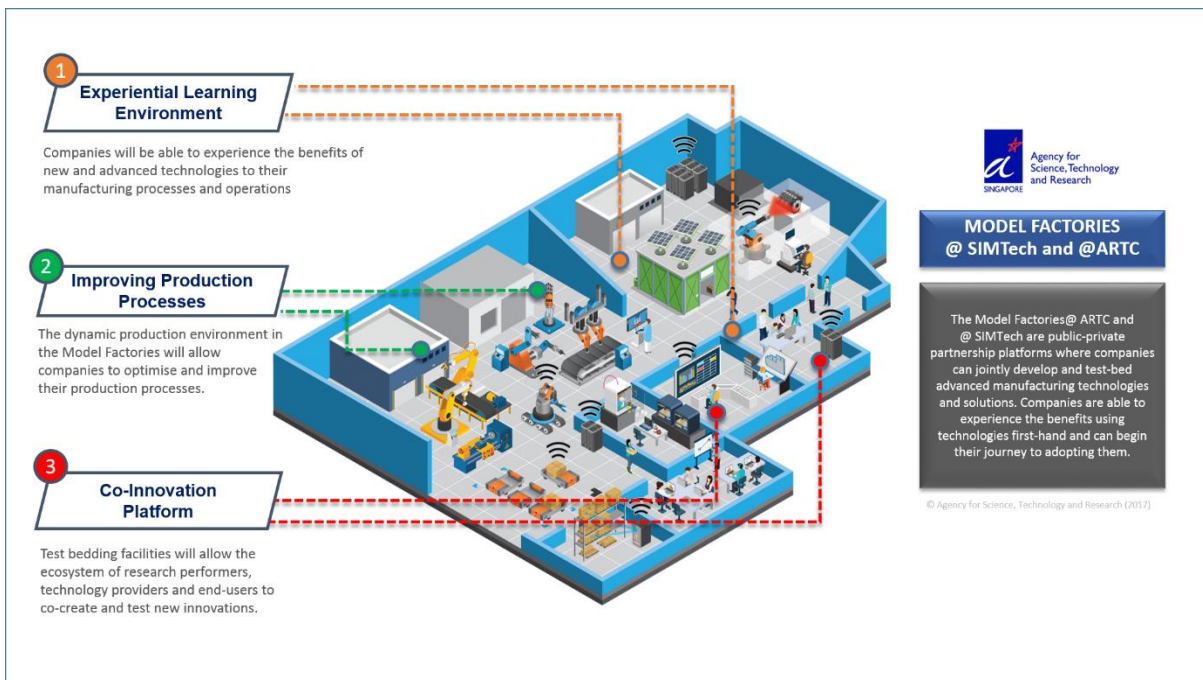 1
Experiential Learning
Environment
Companies will be able to experience the benefits of
new and advanced technologies to their
manufacturing processes and operations
2
Improving Production
Processes
The dynamic production environment in
the Model Factories will allow
companies to optimise and improve
their production processes.
3
Co-Innovation
Platform
Test bedding facilities will allow the
ecosystem of research performers,
technology providers and end-users to
co-create and test new innovations.
a
SINGAPORE
Agency for
Science, Technology
and Research
MODEL FACTORIES
@ SIMTech and @ARTC
The Model Factories@ ARTC and
@ SIMTech are public-private
partnership platforms where companies
can jointly develop and test-bed
advanced manufacturing technologies
and solutions. Companies are able to
experience the benefits using
technologies first-hand and can begin
their journey to adopting them.
© Agency for Science, Technology and Research (2017)